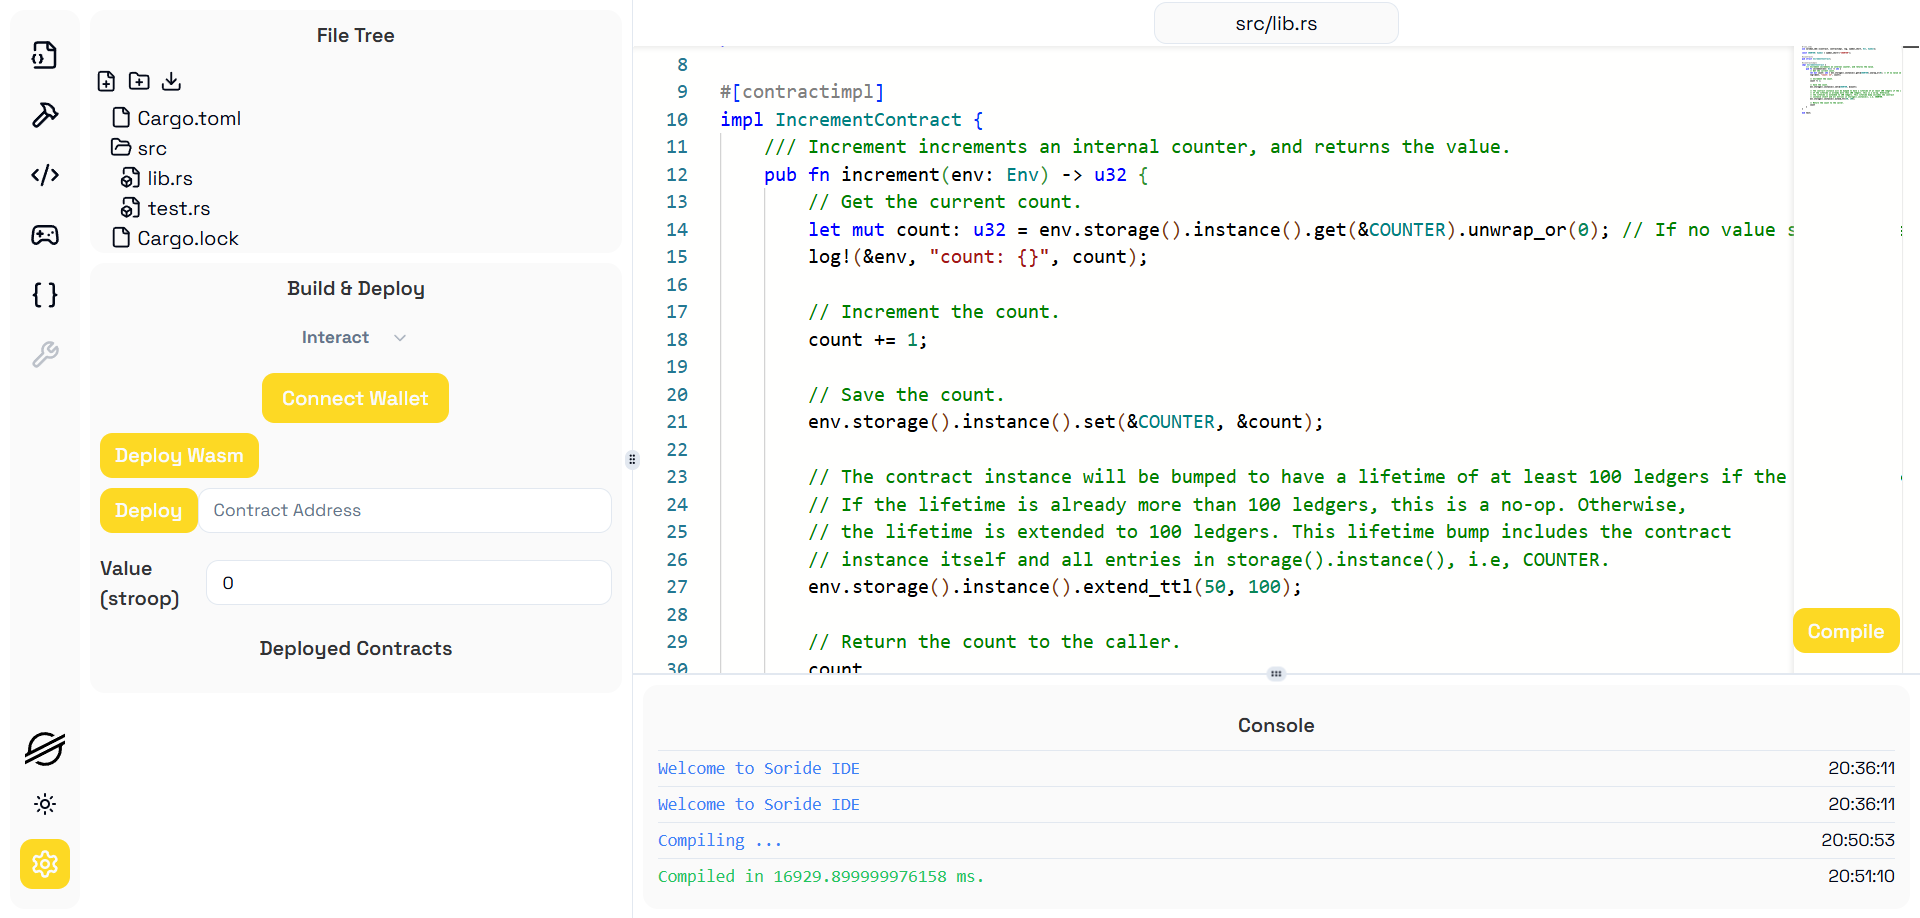 File Tree
Cargo.toml
src
lib.rs
test.rs
Cargo.lock
Build & Deploy
Interact
Connect Wallet
Deploy Wasm
Deploy
Contract Address
Value
(stroop)
0
Deployed Contracts
src/lib.rs
8
9 #[contractimpl]
10 impl IncrementContract {
11 /// Increment increments an internal counter, and returns the value.
12 pub fn increment(env: Env) -> u32 {
13 // Get the current count.
14 let mut count: u32 = env.storage().instance().get(&COUNTER).unwrap_or(0); // If no value s
15 log!(&env, "count: {}", count);
16
17 // Increment the count.
18 count += 1;
19
20 // Save the count.
21 env.storage().instance().set(&COUNTER, &count);
22
23 // The contract instance will be bumped to have a lifetime of at least 100 ledgers if the
24 // If the lifetime is already more than 100 ledgers, this is a no-op. Otherwise,
25 // the lifetime is extended to 100 ledgers. This lifetime bump includes the contract
26 // instance itself and all entries in storage().instance(), i.e, COUNTER.
27 env.storage().instance().extend_ttl(50, 100);
28
29 // Return the count to the caller.
30 count
Compile
Console
Welcome to Soride IDE 20:36:11
Welcome to Soride IDE 20:36:11
Compiling ... 20:50:53
Compiled in 16929.899999976158 ms. 20:51:10